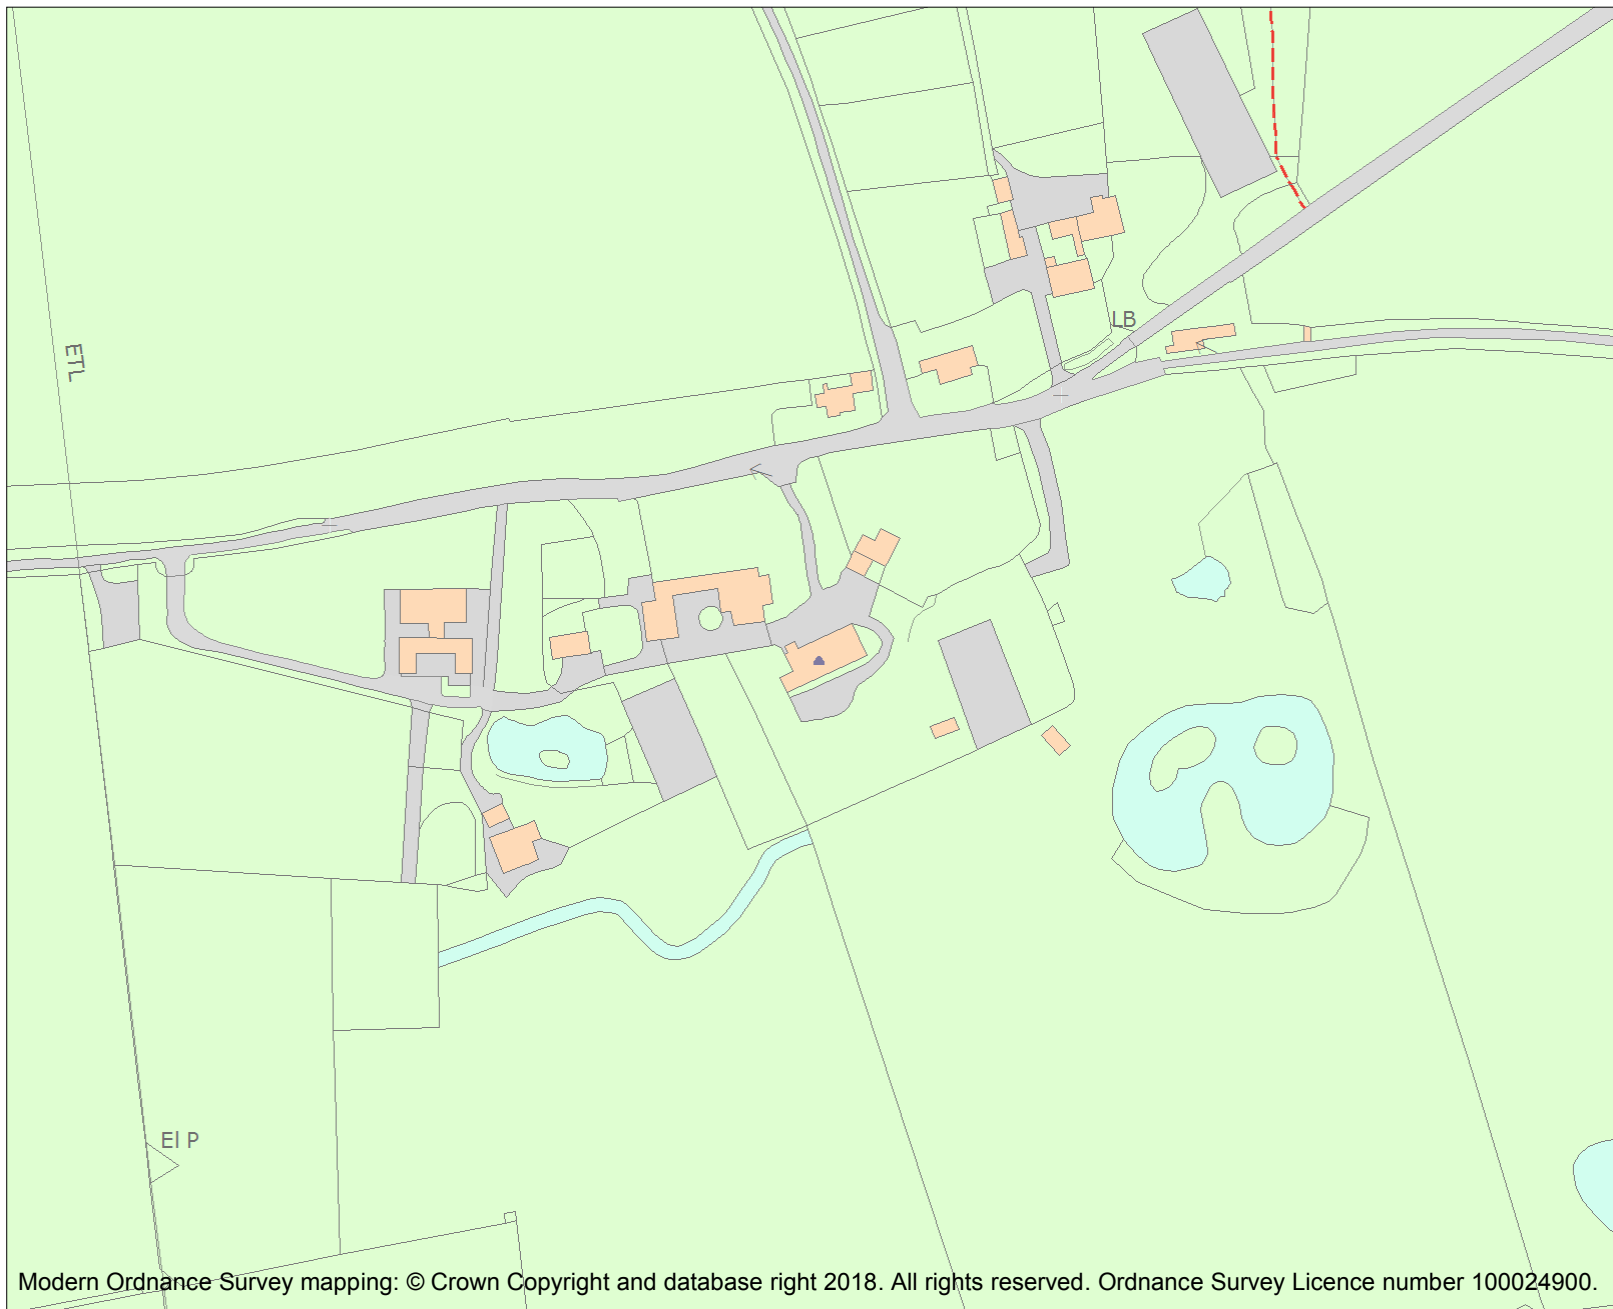 LB
ETL
El P
Modern Ordnance Survey mapping: © Crown Copyright and database right 2018. All rights reserved. Ordnance Survey Licence number 100024900.